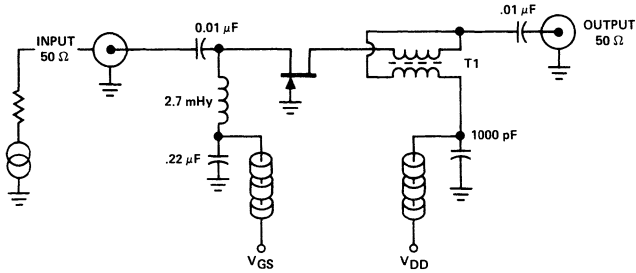 INPUT
50 Ω
0.01 μF
2.7 mHy
.22 μF
VGS
T1
.01 μF
OUTPUT
50 Ω
1000 pF
VDD